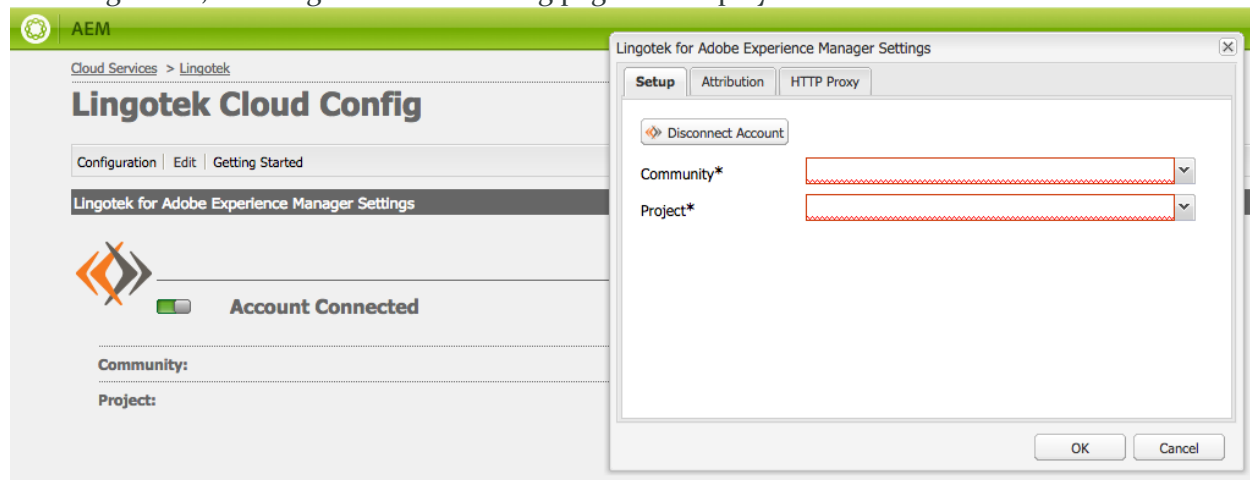 AEM
Cloud Services > Lingotek
Lingotek Cloud Config
Configuration | Edit | Getting Started
Lingotek for Adobe Experience Manager Settings
Account Connected
Community:
Project:
Lingotek for Adobe Experience Manager Settings
Setup Attribution HTTP Proxy
Disconnect Account
Community*
Project*
OK Cancel